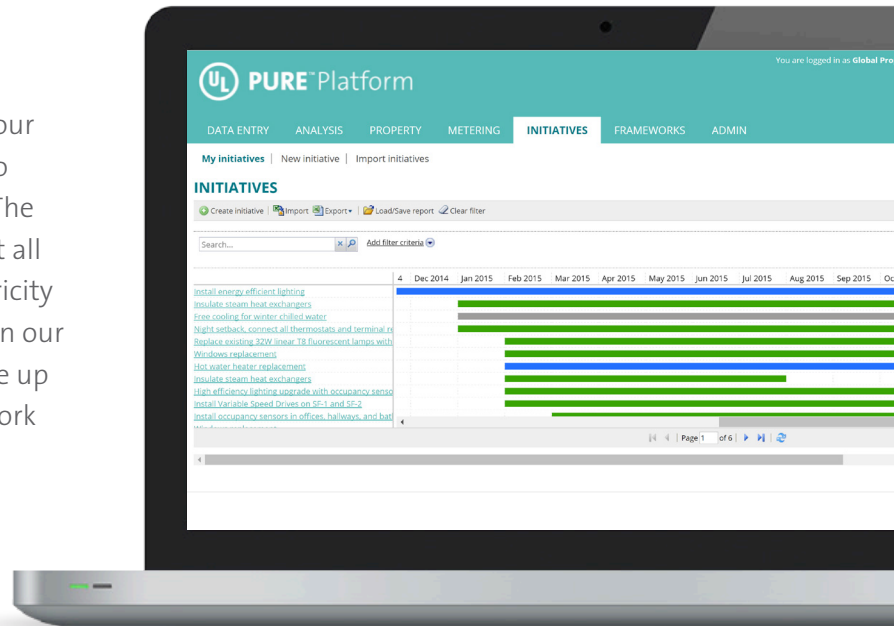 our
The
t all
ricity
n our
e up
ork
You are logged in as Global Pro
UL PURE™ Platform
DATA ENTRY ANALYSIS PROPERTY METERING INITIATIVES FRAMEWORKS ADMIN
My initiatives | New initiative | Import initiatives
INITIATIVES
Create initiative | Import Export | Load/Save report Clear filter
Search... Add filter criteria
4 Dec 2014 Jan 2015 Feb 2015 Mar 2015 Apr 2015 May 2015 Jun 2015 Jul 2015 Aug 2015 Sep 2015 Oc
Install energy efficient lighting
Insulate steam heat exchangers
Free cooling for winter chilled water
Night setback, connect all thermostats and terminal re
Replace existing 32W linear T8 fluorescent lamps with
Windows replacement
Hot water heater replacement
Insulate steam heat exchangers
High efficiency lighting upgrade with occupancy senso
Install Variable Speed Drives on SF-1 and SF-2
Install occupancy sensors in offices, hallways, and bat
Page 1 of 6